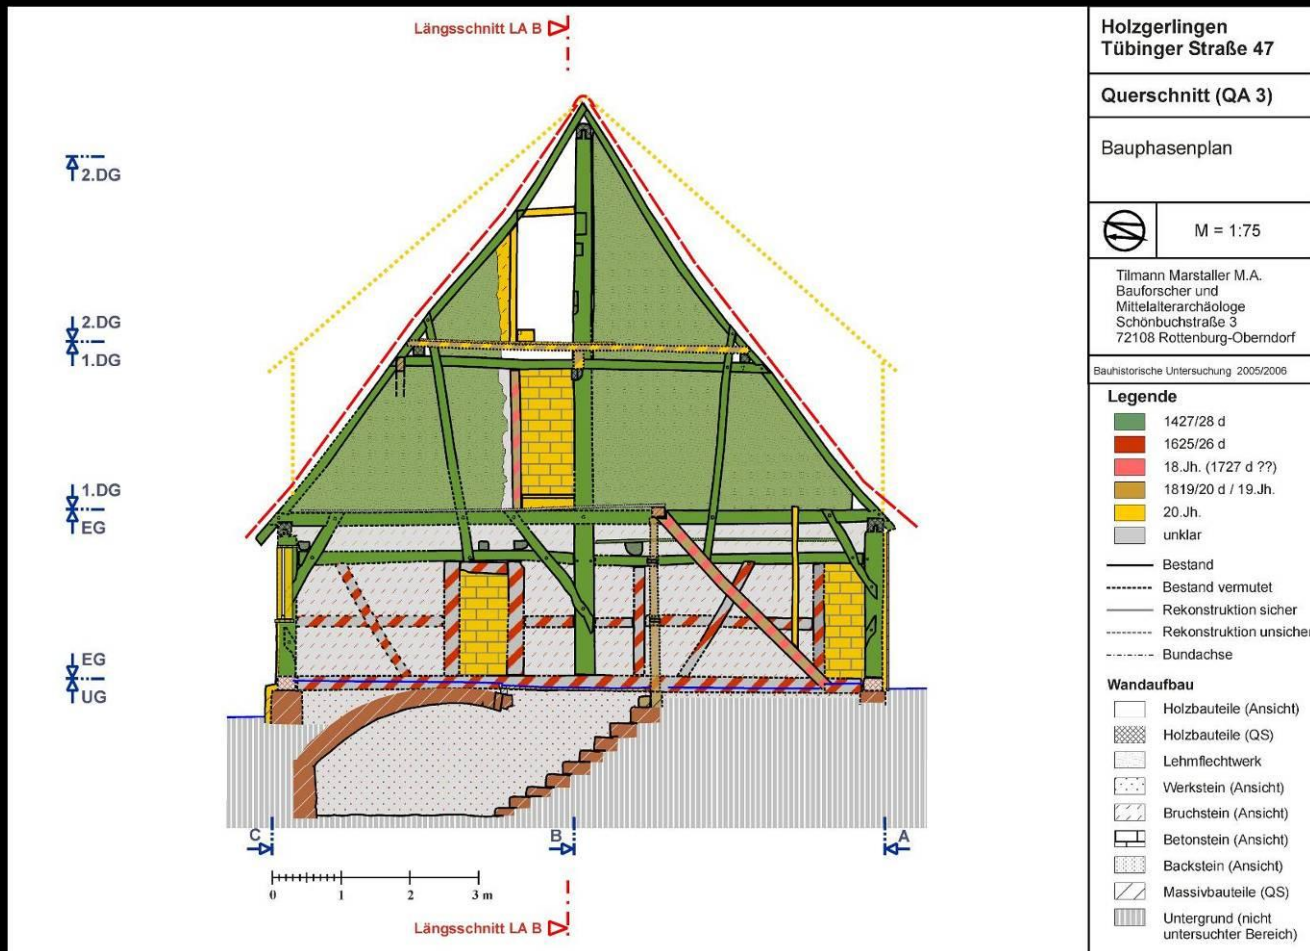 Längsschnitt LA B
2.DG
2.DG
1.DG
1.DG
EG
EG
UG
C
B
A
0 1 2 3 m
Längsschnitt LA B
Holzgerlingen
Tübinger Straße 47
Querschnitt (QA 3)
Bauphasenplan
M = 1:75
Tilmann Marstaller M.A.
Bauforscher und
Mittelalterarchäologe
Schönbuchstraße 3
72108 Rottenburg-Oberndorf
Bauhistorische Untersuchung 2005/2006
Legende
1427/28 d
1625/26 d
18.Jh. (1727 d ??)
1819/20 d / 19.Jh.
20.Jh.
unklar
Bestand
Bestand vermutet
Rekonstruktion sicher
Rekonstruktion unsicher
Bundachse
Wandaufbau
Holzbauteile (Ansicht)
Holzbauteile (QS)
Lehmflechtwerk
Werkstein (Ansicht)
Bruchstein (Ansicht)
Betonstein (Ansicht)
Backstein (Ansicht)
Massivbauteile (QS)
Untergrund (nicht
untersuchter Bereich)